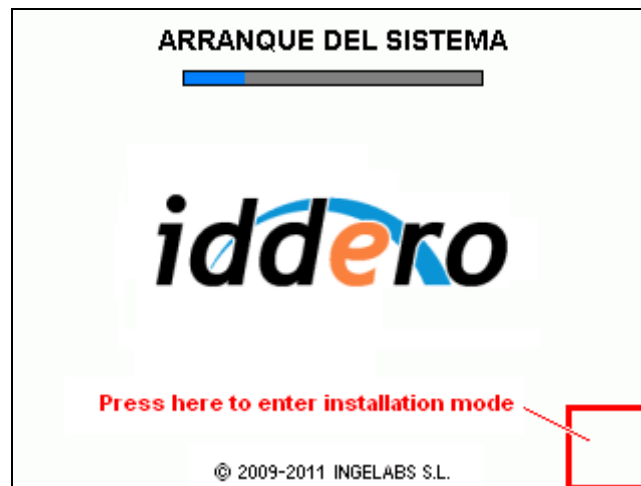 ARRANQUE DEL SISTEMA
iddero
Press here to enter installation mode
© 2009-2011 INGELABS S.L.